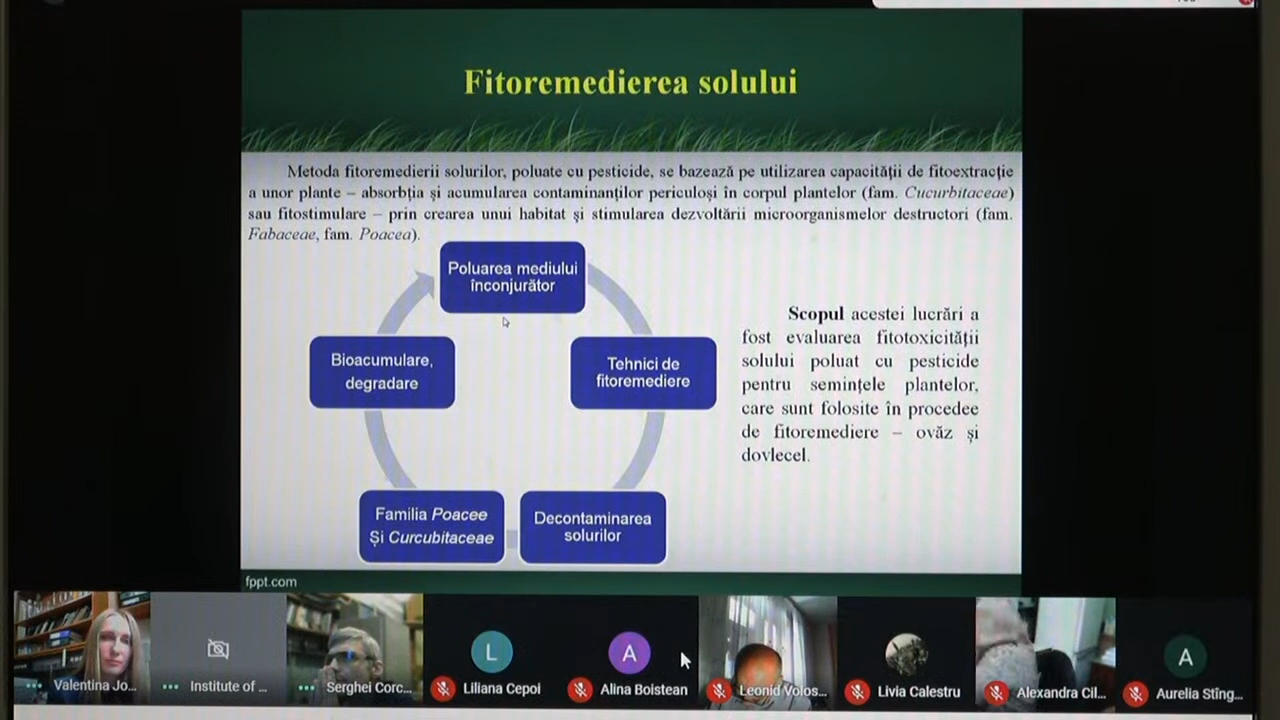 Fitoremedierea solului
Metoda fitoremedierii solurilor, poluate cu pesticide, se bazează pe utilizarea capacității de fitoextracție
a unor plante – absorbția și acumularea contaminanților periculoși în corpul plantelor (fam. Cucurbitaceae)
sau fitostimulare – prin crearea unui habitat și stimularea dezvoltării microorganismelor destructori (fam.
Fabaceae, fam. Poacea).
Poluarea mediului
înconjurător
Bioacumulare,
degradare
Tehnici de
fitoremediere
Familia Poacee
Și Curcubitaceae
Decontaminarea
solurilor
Scopul acestei lucrări a
fost evaluarea fitotoxicității
solului poluat cu pesticide
pentru semințele plantelor,
care sunt folosite în procedee
de fitoremediere – ovăz și
dovlecel.
fppt.com
L
A
A
Valentina Jo...
Institute of ...
Serghei Corc...
Liliana Cepoi
Alina Boistean
Leonid Volos...
Livia Calestru
Alexandra Cil...
Aurelia Stîng...